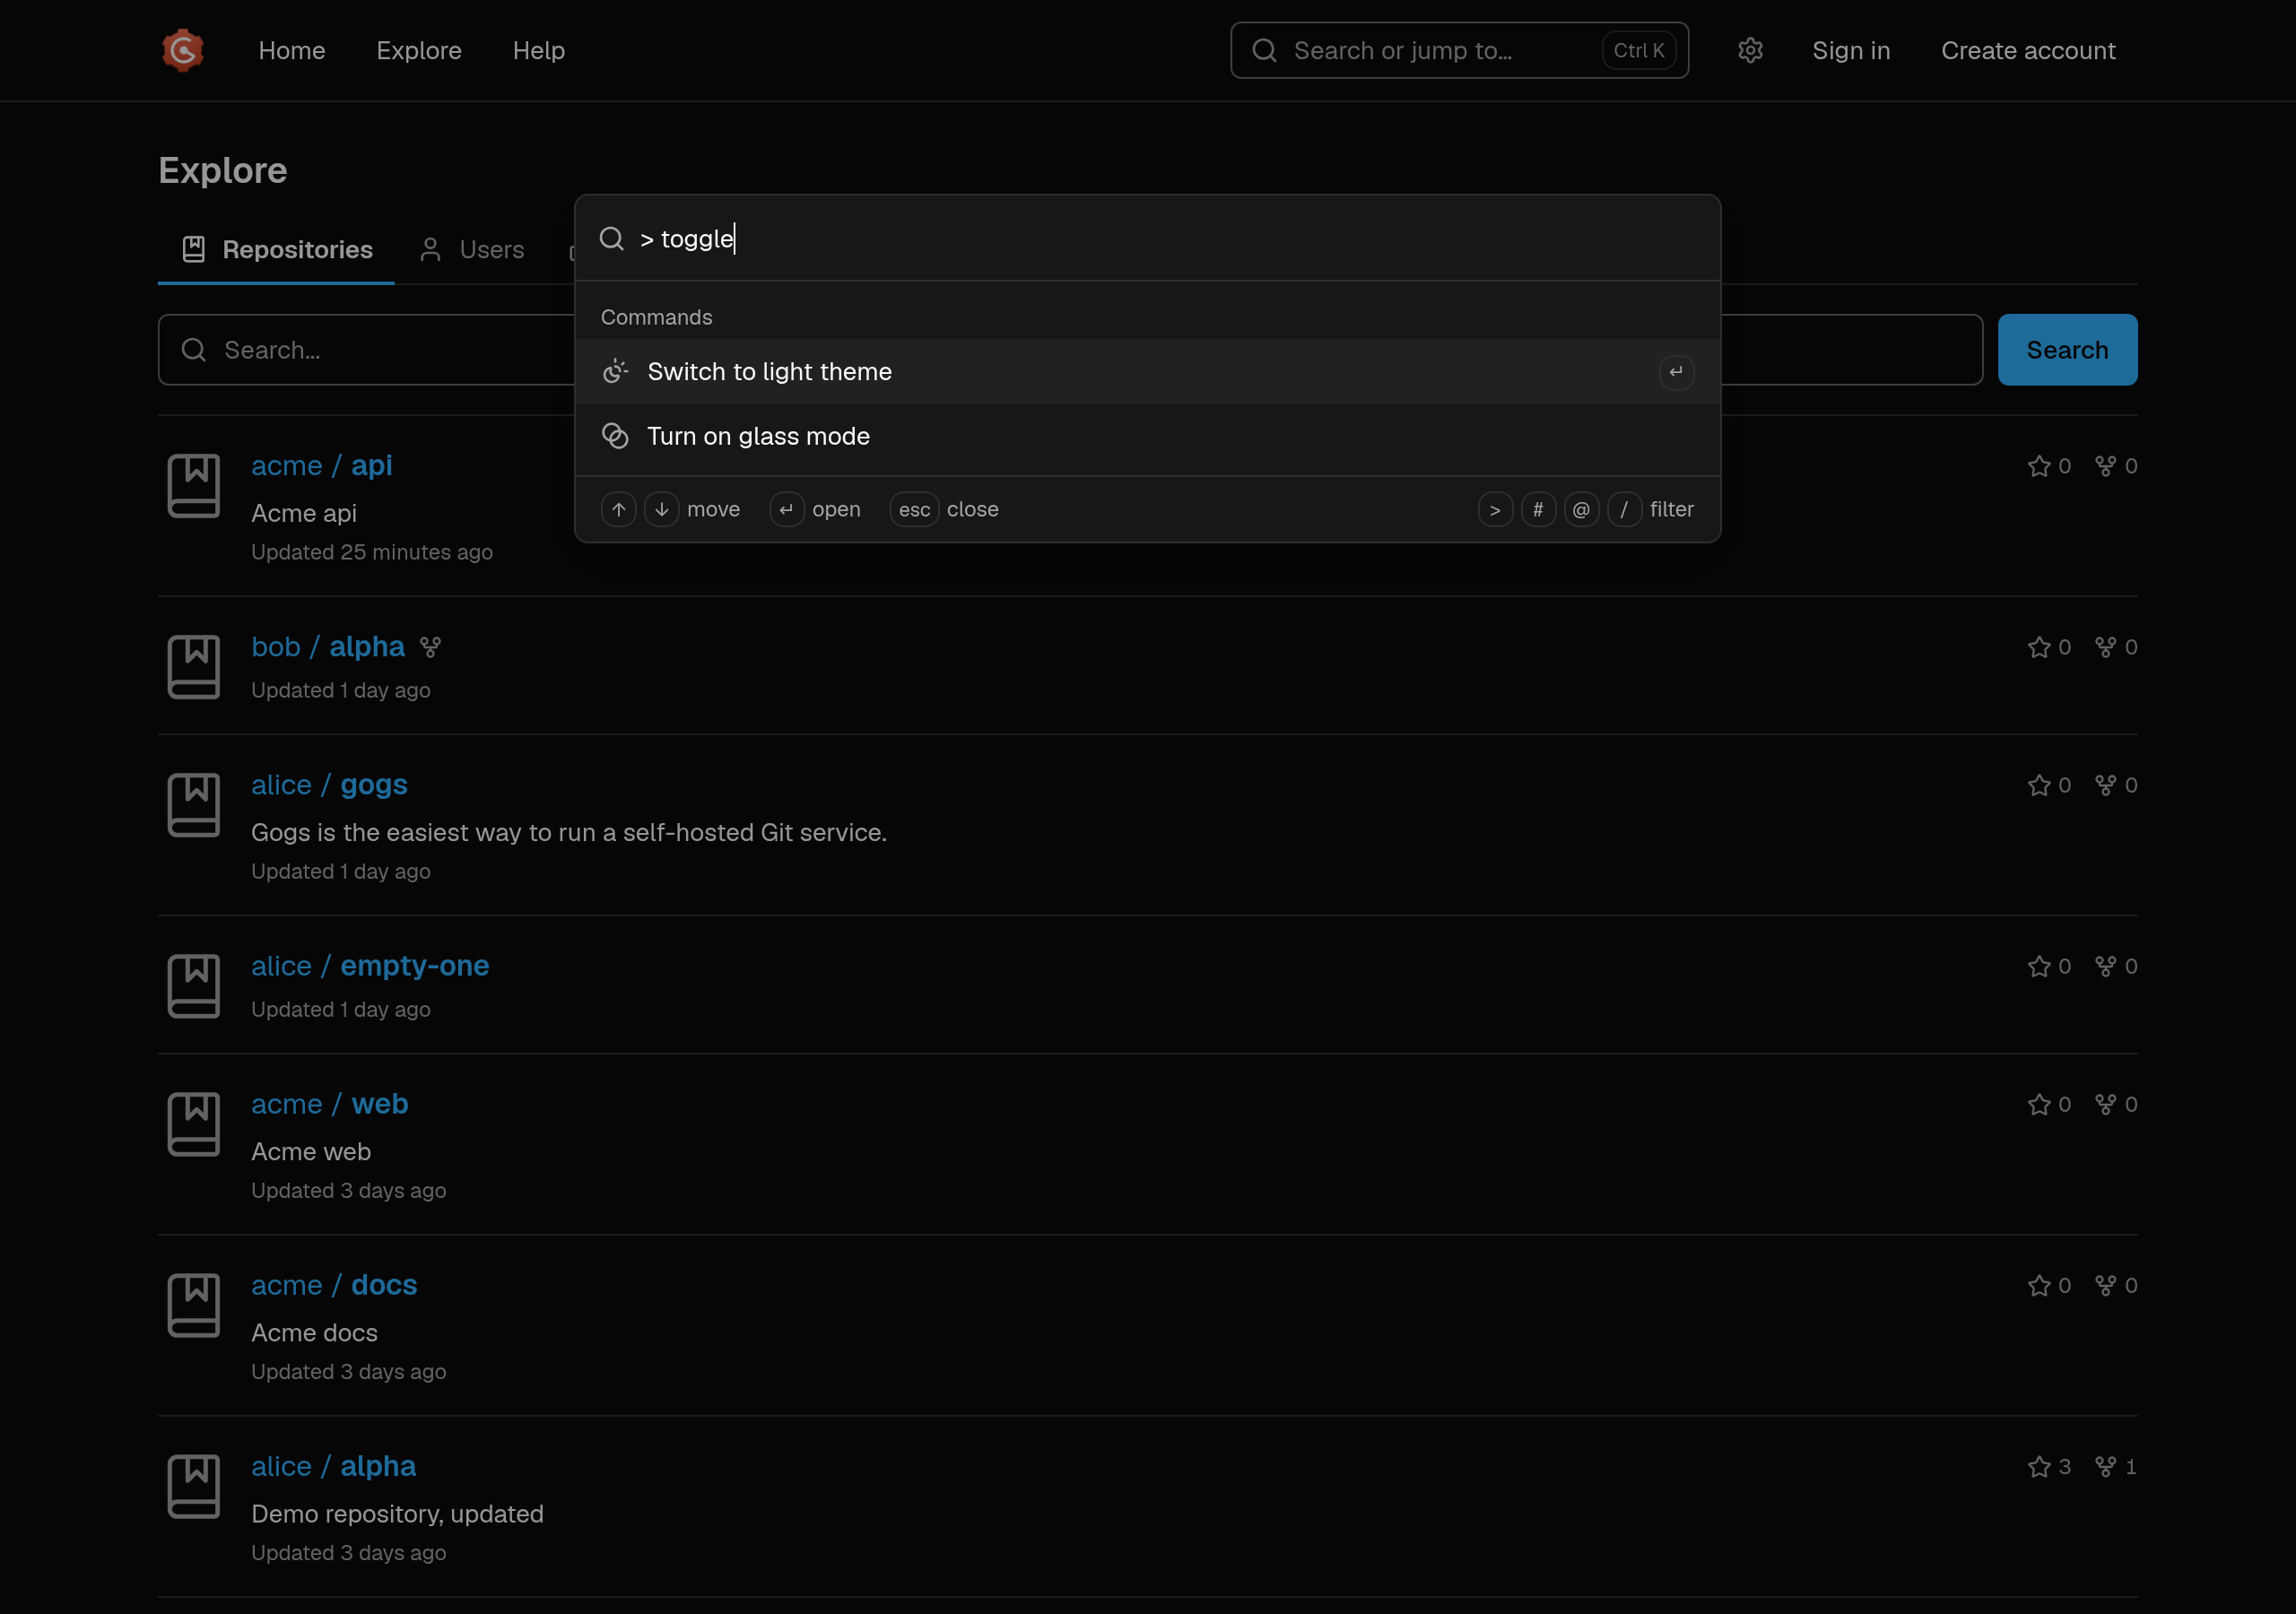 Home Explore Help Search or jump to... Ctrl K Sign in Create account
Explore
Repositories Users
> toggle
Search... Search
Commands
Switch to light theme
Turn on glass mode
move open esc close > # @ / filter
acme / api 0 0
Acme api
Updated 25 minutes ago
bob / alpha 0 0
Updated 1 day ago
alice / gogs 0 0
Gogs is the easiest way to run a self-hosted Git service.
Updated 1 day ago
alice / empty-one 0 0
Updated 1 day ago
acme / web 0 0
Acme web
Updated 3 days ago
acme / docs 0 0
Acme docs
Updated 3 days ago
alice / alpha 3 1
Demo repository, updated
Updated 3 days ago